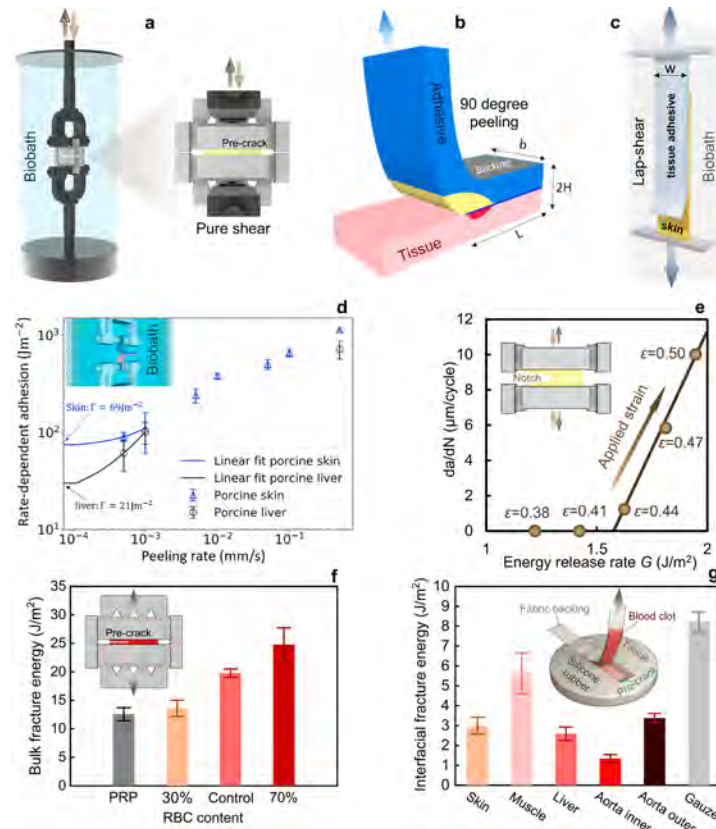 a
Biobath
Pre-crack
Pure shear
b
Adhesive
90 degree
peeling
Backing
b
2H
L
Tissue
c
W
Lap-shear
tissue adhesive
Biobath
skin
d
Rate-dependent adhesion (Jm⁻²)
10³
10²
10¹
Biobath
Skin: Γ = 69Jm⁻²
liver: Γ = 21Jm⁻²
Linear fit porcine skin
Linear fit porcine liver
Porcine skin
Porcine liver
10⁻⁴ 10⁻³ 10⁻² 10⁻¹
Peeling rate (mm/s)
e
da/dN (μm/cycle)
12
10
8
6
4
2
0
Notch
Applied strain
ε=0.50
ε=0.47
ε=0.44
ε=0.41
ε=0.38
1 1.5 2
Energy release rate G (J/m²)
f
Bulk fracture energy (J/m²)
35
30
25
20
15
10
5
0
Pre-crack
PRP 30% Control 70%
RBC content
g
Interfacial fracture energy (J/m²)
10
9
8
7
6
5
4
3
2
1
0
Fabric backing
Blood clot
Tissue
Silicone
rubber
Pre-crack
Skin
Muscle
Liver
Aorta inner
Aorta outer
Gauze